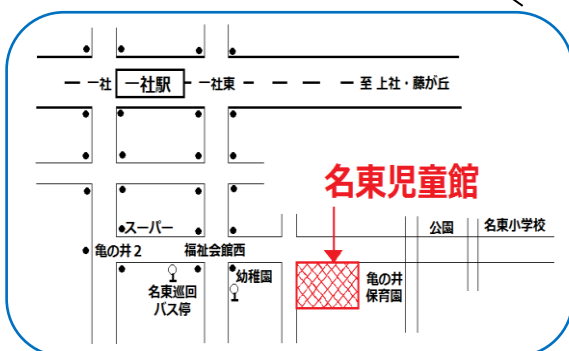 一社
一社駅
一社東
至 上社・藤が丘
名東児童館
スーパー
公園
名東小学校
亀の井2
福祉会館西
幼稚園
亀の井
保育園
名東巡回
バス停